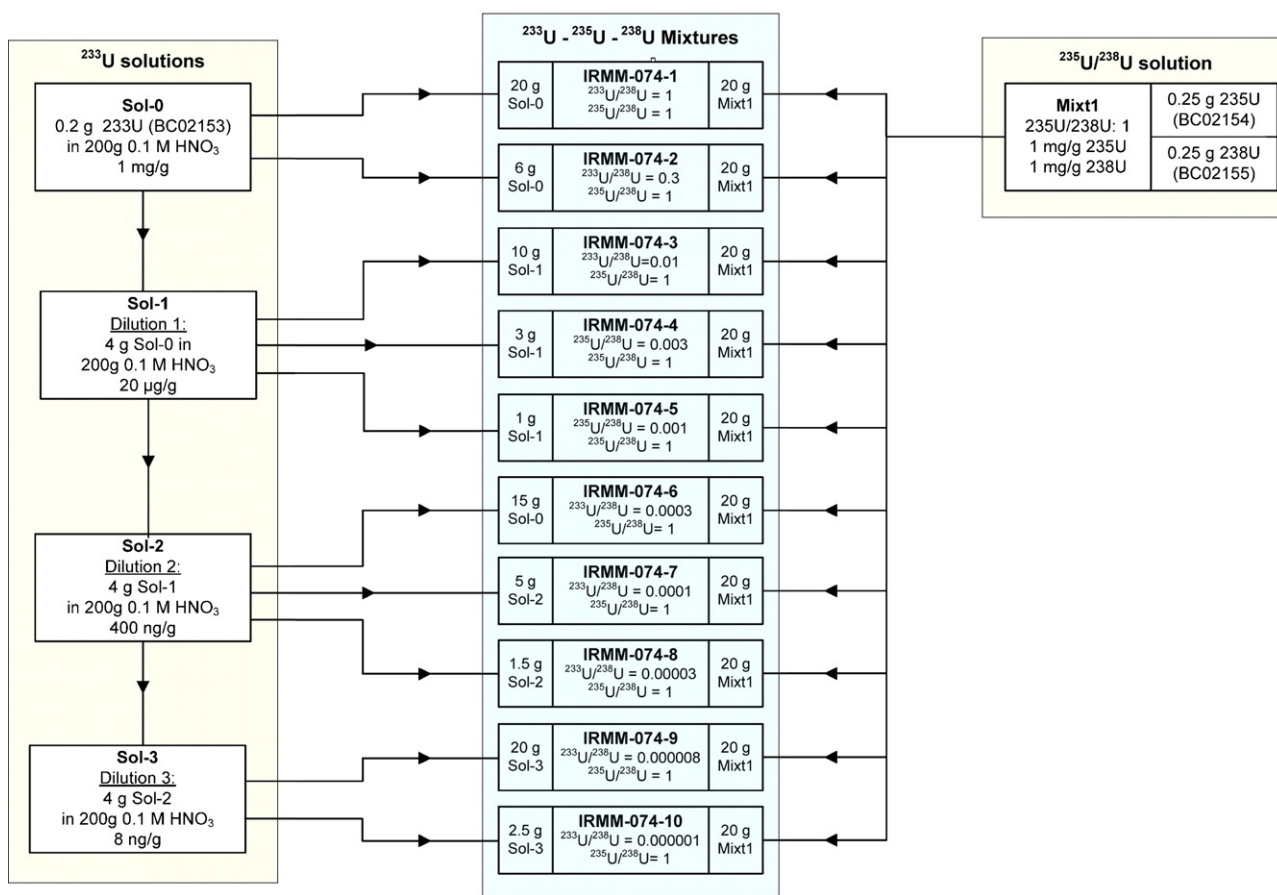 ²³³U solutions
Sol-0
0.2 g 233U (BC02153)
in 200g 0.1 M HNO₃
1 mg/g
Sol-1
Dilution 1:
4 g Sol-0 in
200g 0.1 M HNO₃
20 µg/g
Sol-2
Dilution 2:
4 g Sol-1
in 200g 0.1 M HNO₃
400 ng/g
Sol-3
Dilution 3:
4 g Sol-2
in 200g 0.1 M HNO₃
8 ng/g
²³³U - ²³⁵U - ²³⁸U Mixtures
20 g
Sol-0
IRMM-074-1
²³³U/²³⁸U = 1
²³⁵U/²³⁸U = 1
20 g
Mixt1
6 g
Sol-0
IRMM-074-2
²³³U/²³⁸U = 0.3
²³⁵U/²³⁸U = 1
20 g
Mixt1
10 g
Sol-1
IRMM-074-3
²³³U/²³⁸U=0.01
²³⁵U/²³⁸U= 1
20 g
Mixt1
3 g
Sol-1
IRMM-074-4
²³⁵U/²³⁸U = 0.003
²³⁵U/²³⁸U = 1
20 g
Mixt1
1 g
Sol-1
IRMM-074-5
²³⁵U/²³⁸U = 0.001
²³⁵U/²³⁸U = 1
20 g
Mixt1
15 g
Sol-0
IRMM-074-6
²³³U/²³⁸U = 0.0003
²³⁵U/²³⁸U= 1
20 g
Mixt1
5 g
Sol-2
IRMM-074-7
²³³U/²³⁸U = 0.0001
²³⁵U/²³⁸U= 1
20 g
Mixt1
1.5 g
Sol-2
IRMM-074-8
²³³U/²³⁸U = 0.00003
²³⁵U/²³⁸U = 1
20 g
Mixt1
20 g
Sol-3
IRMM-074-9
²³³U/²³⁸U = 0.000008
²³⁵U/²³⁸U = 1
20 g
Mixt1
2.5 g
Sol-3
IRMM-074-10
²³³U/²³⁸U = 0.000001
²³⁵U/²³⁸U= 1
20 g
Mixt1
²³⁵U/²³⁸U solution
Mixt1
235U/238U: 1
1 mg/g 235U
1 mg/g 238U
0.25 g 235U
(BC02154)
0.25 g 238U
(BC02155)